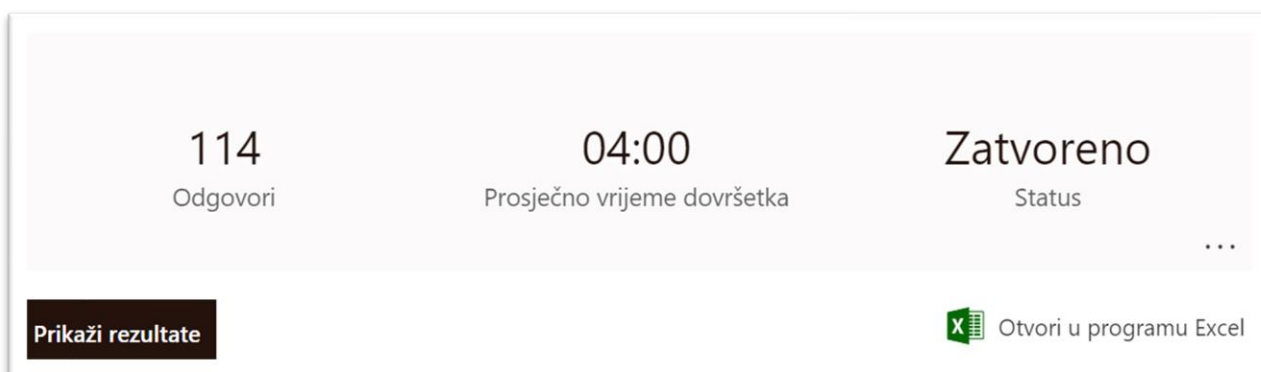 114
Odgovori
04:00
Prosječno vrijeme dovršetka
Zatvoreno
Status
...
Prikaži rezultate
Otvori u programu Excel